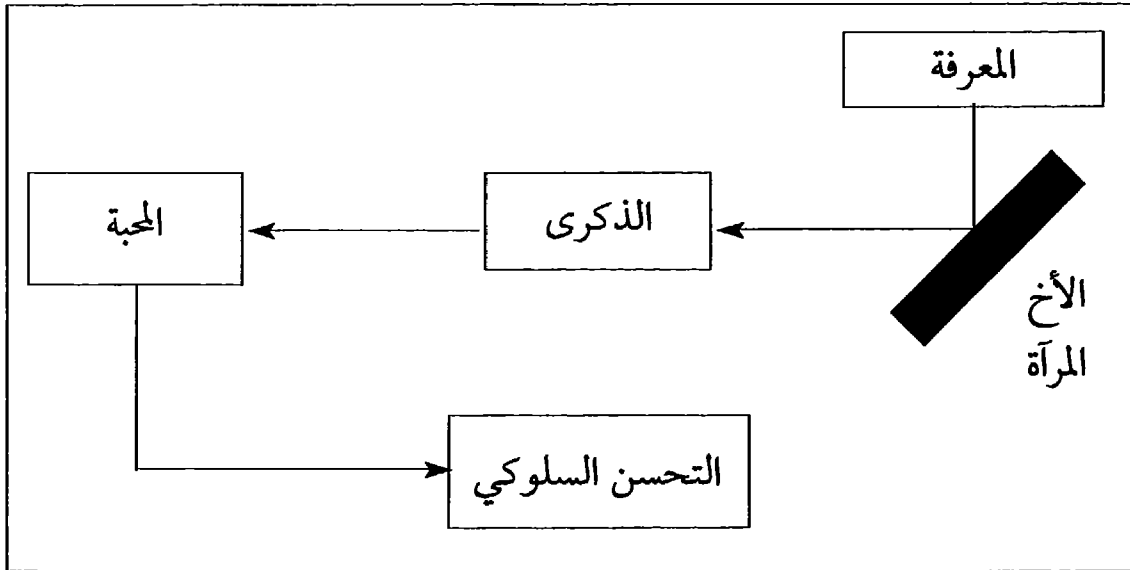 المعرفة
الأخ
المرآة
الذكرى
المحبة
التحسن السلوكي